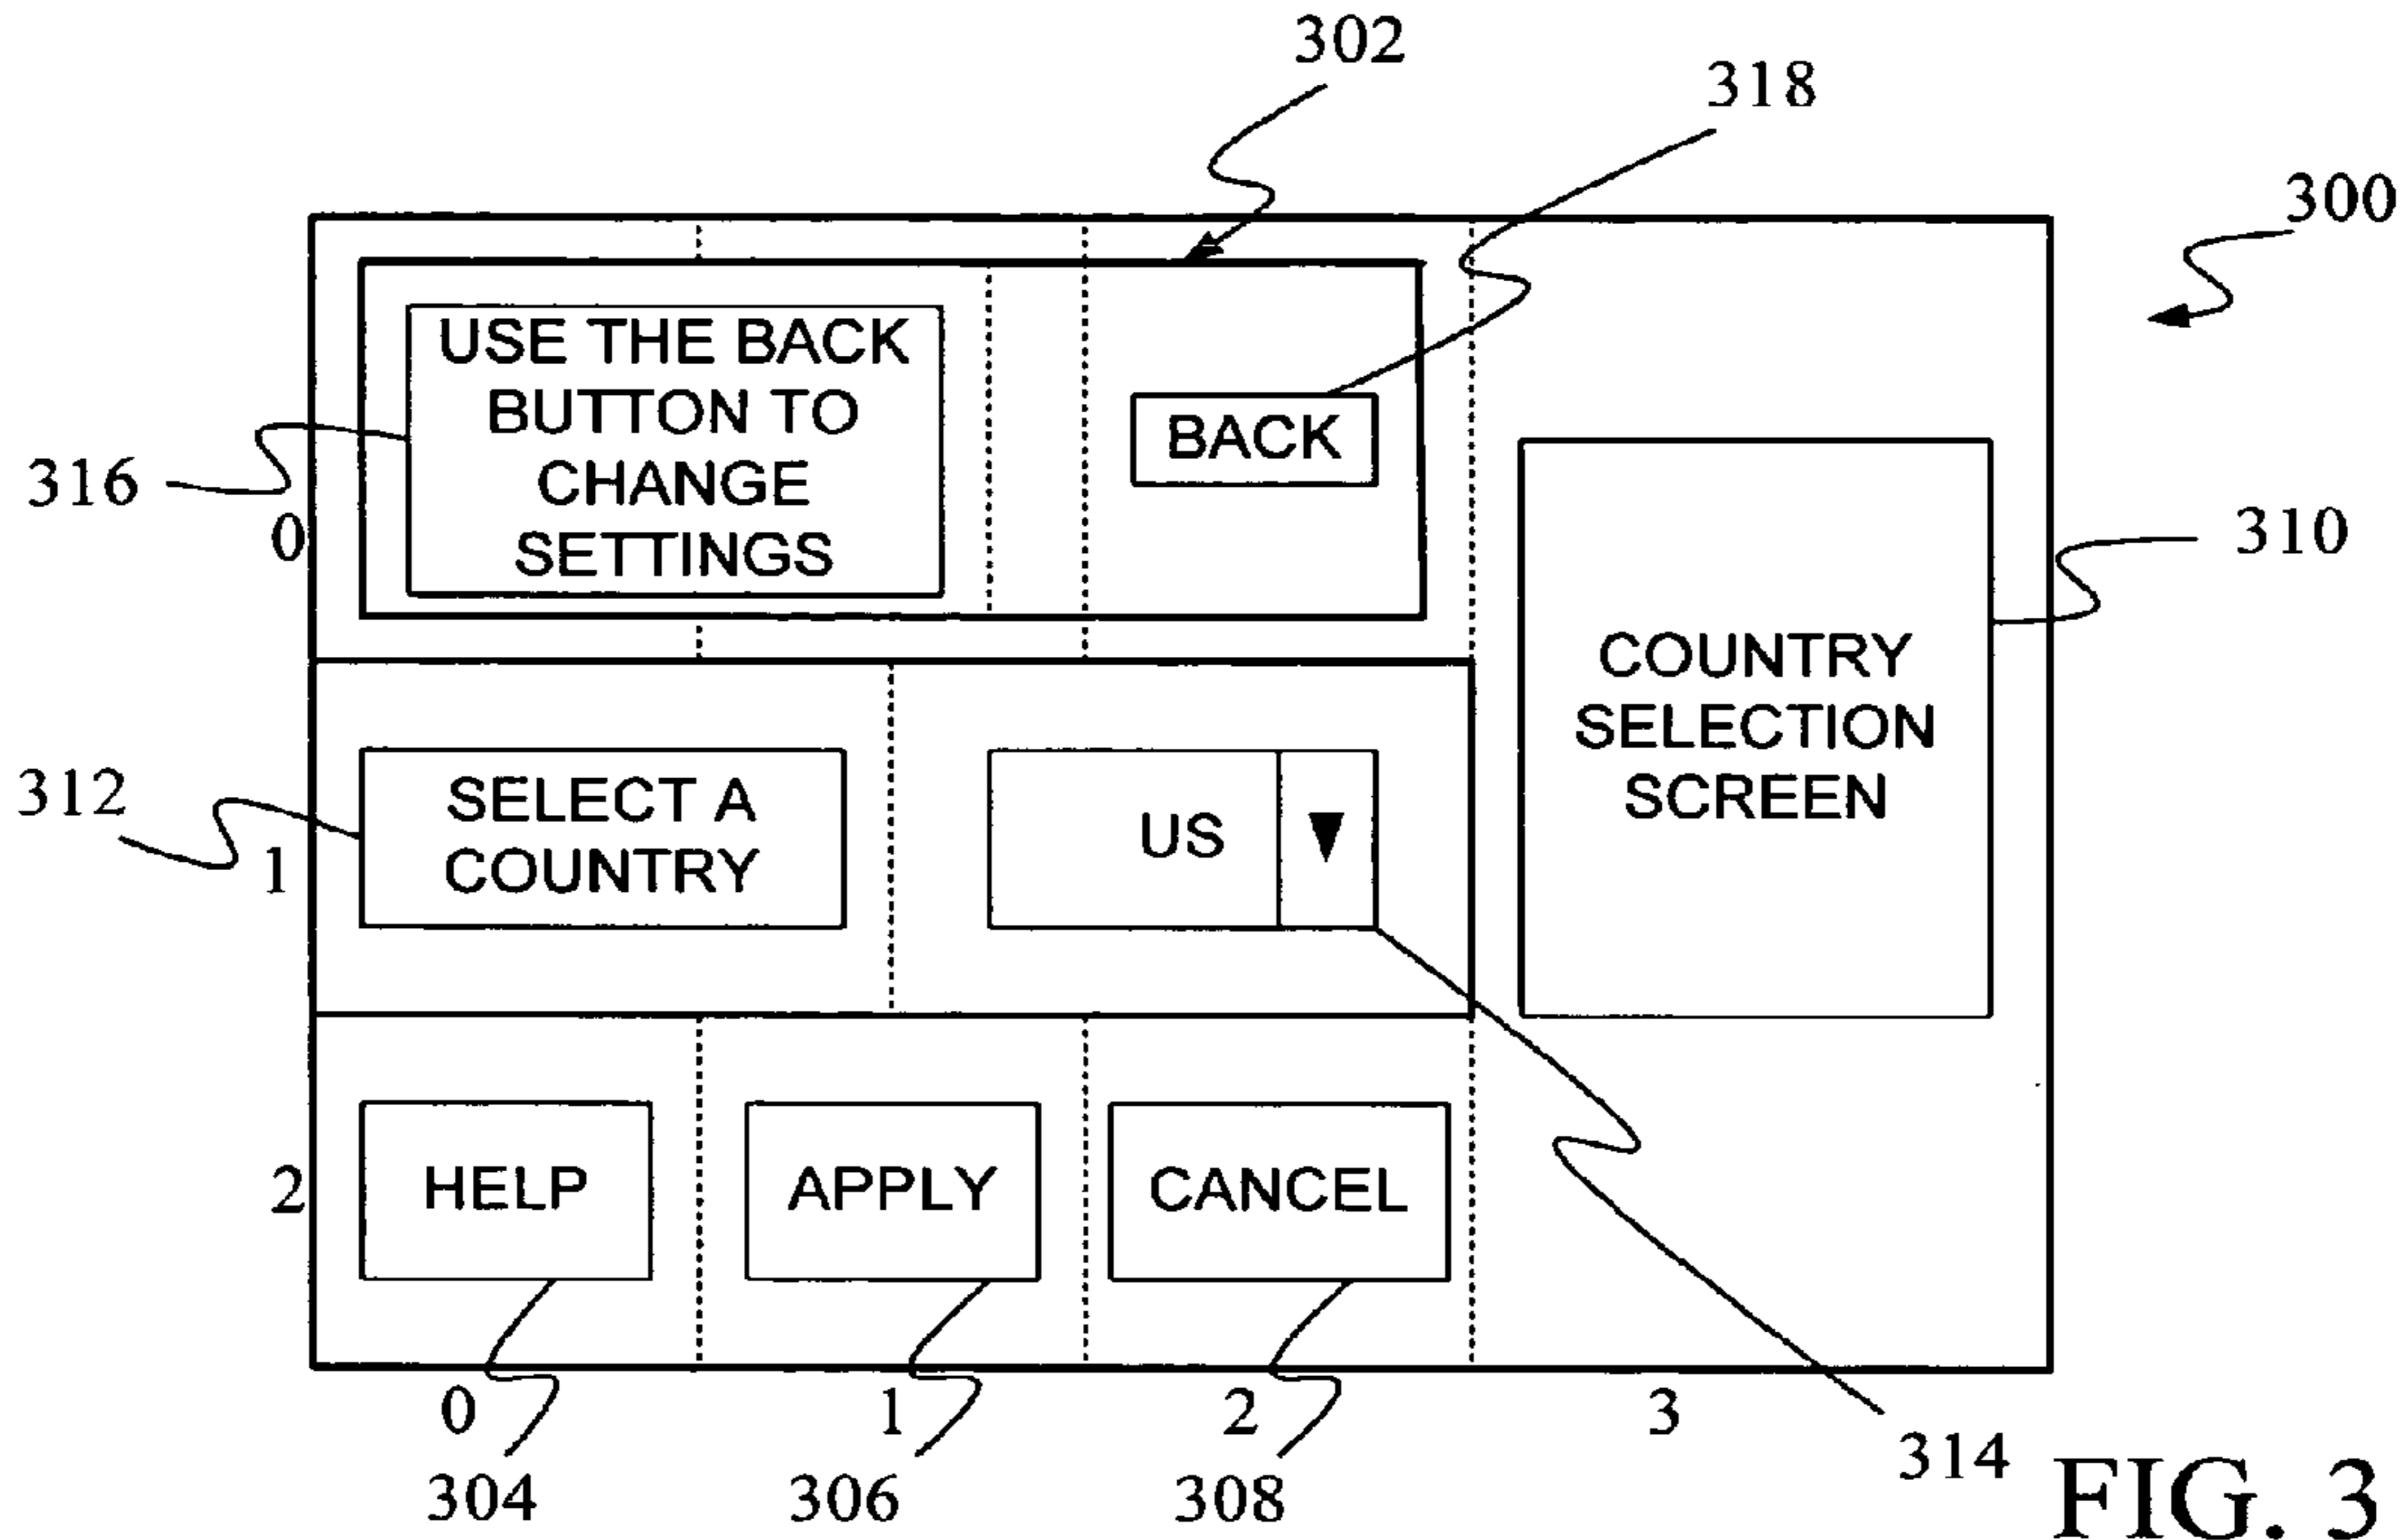 302
318
300
USE THE BACK
BUTTON TO
CHANGE
SETTINGS
BACK
316
0
310
COUNTRY
SELECTION
SCREEN
312
1
SELECT A
COUNTRY
US
2
HELP
APPLY
CANCEL
0
1
2
3
304
306
308
314
FIG. 3